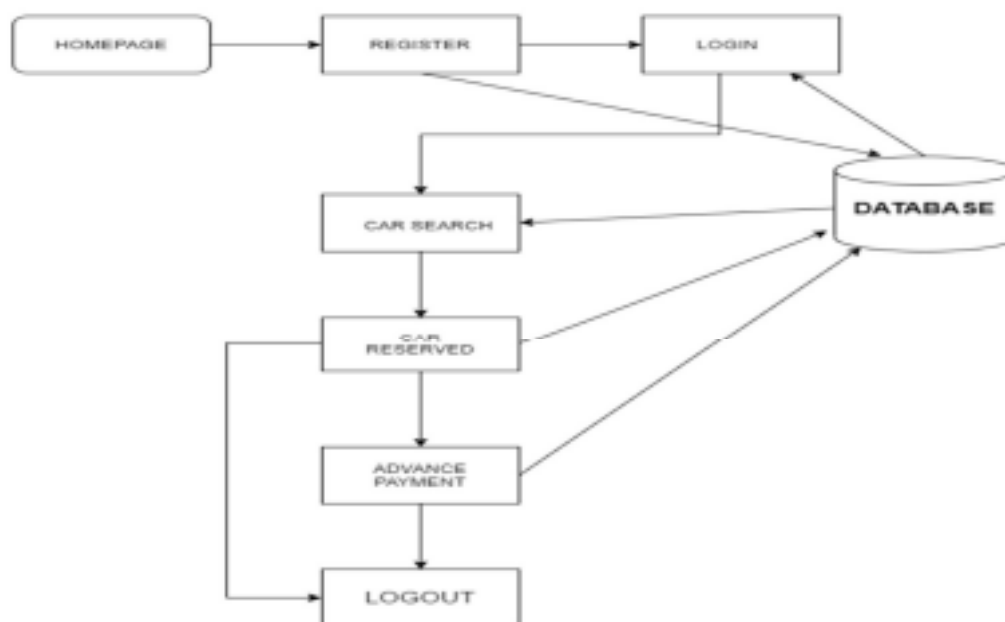 HOMEPAGE
REGISTER
LOGIN
DATABASE
CAR SEARCH
CAR
RESERVED
ADVANCE
PAYMENT
LOGOUT